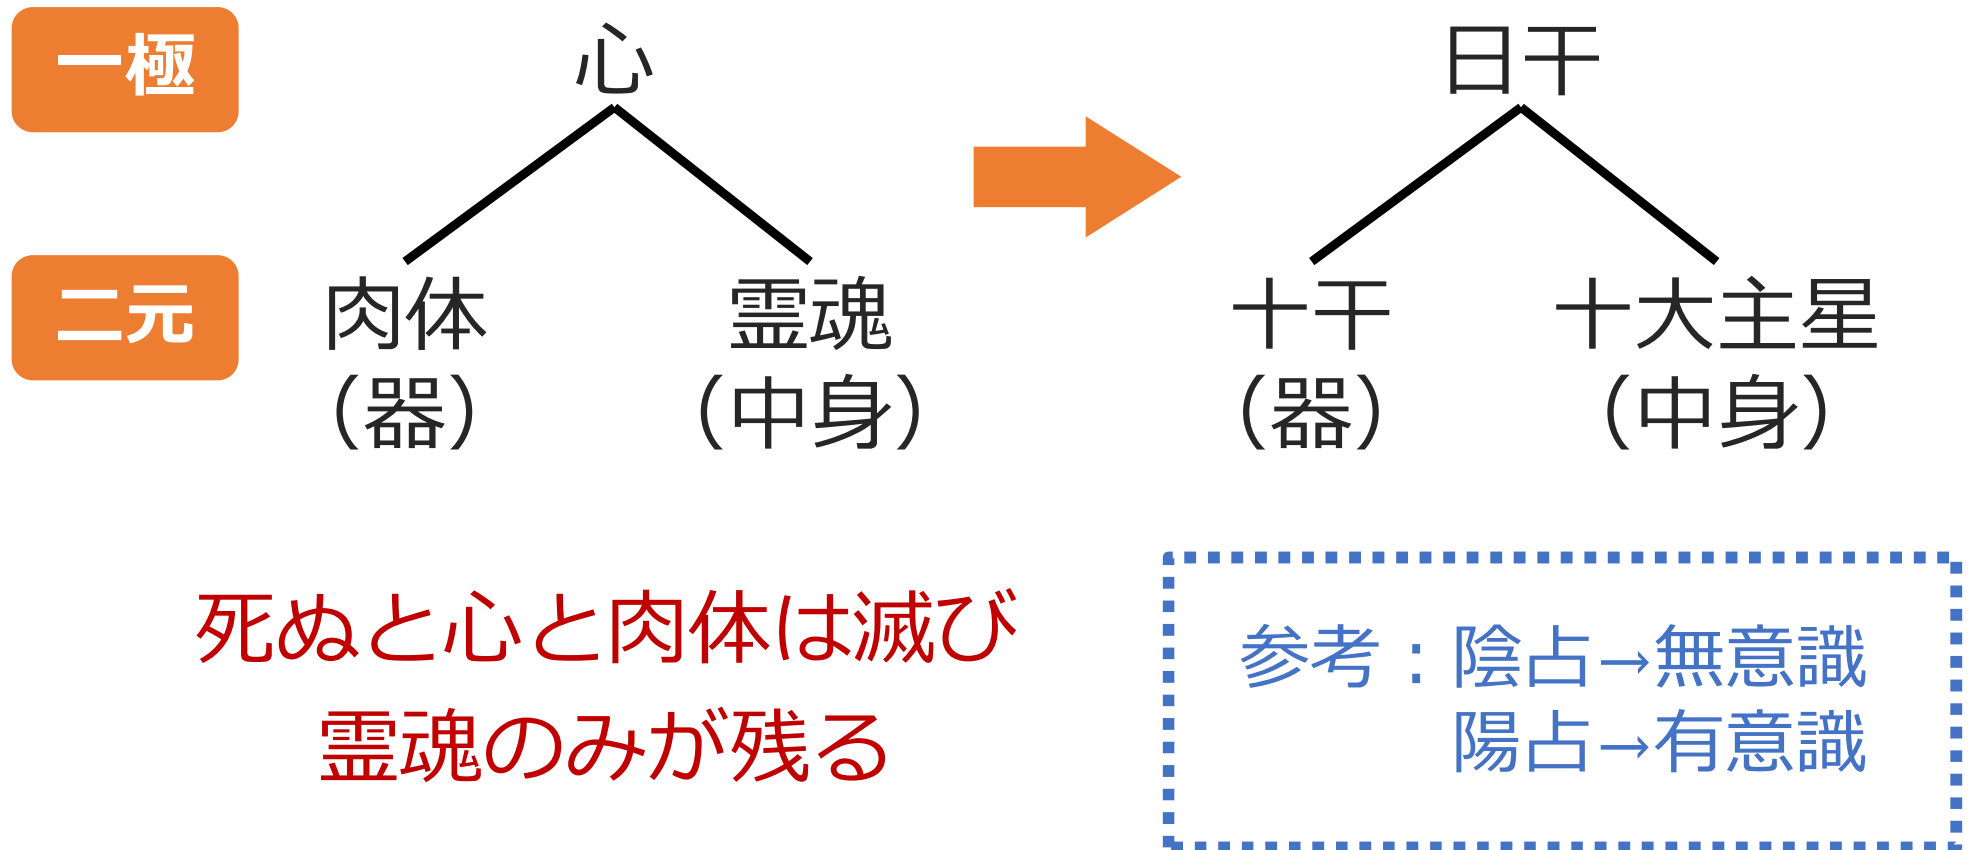 一極
心
日干
二元
肉体
（器）
霊魂
（中身）
十干
（器）
十大主星
（中身）
死ぬと心と肉体は滅び
霊魂のみが残る
参考：陰占→無意識
陽占→有意識